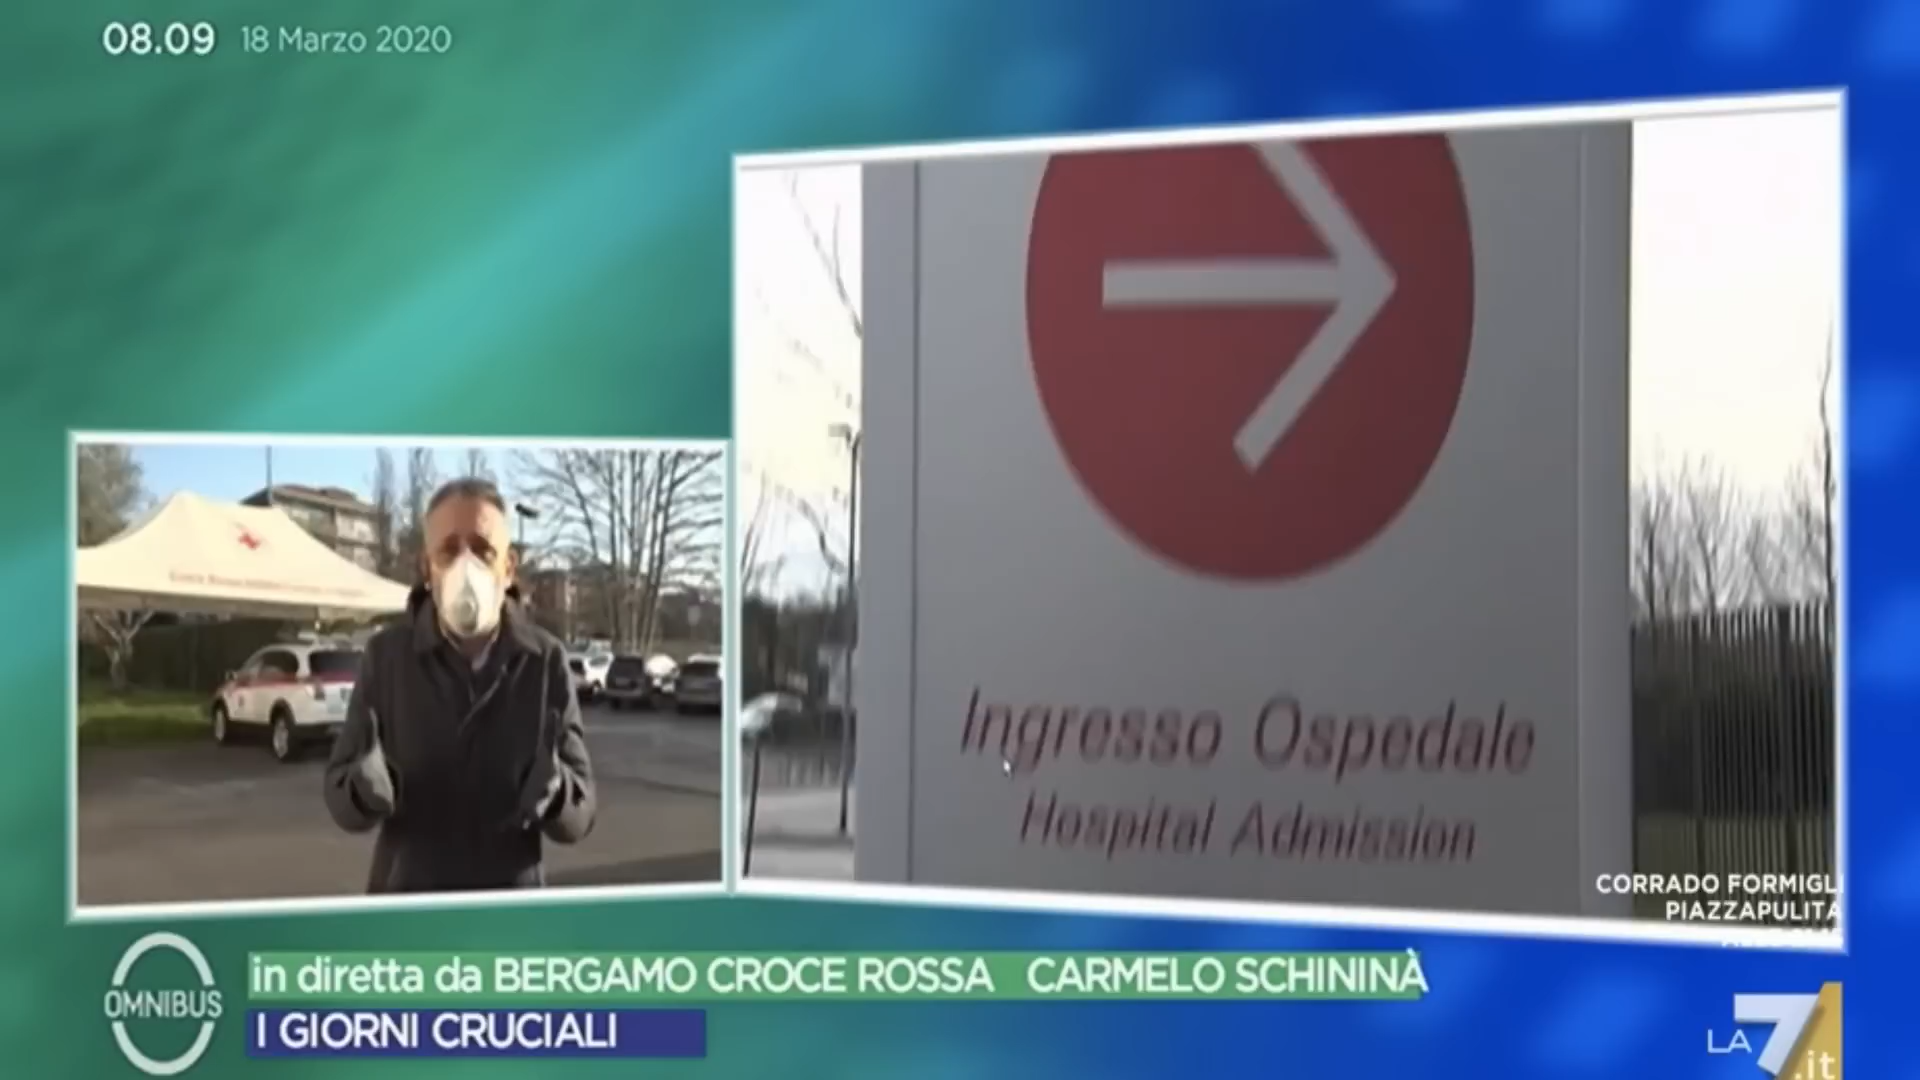 08.09 18 Marzo 2020
Ingresso Ospedale
Hospital Admission
CORRADO FORMIGLI
PIAZZAPULITA
OMNIBUS
in diretta da BERGAMO CROCE ROSSA CARMELO SCHININÀ
I GIORNI CRUCIALI
LA7.it